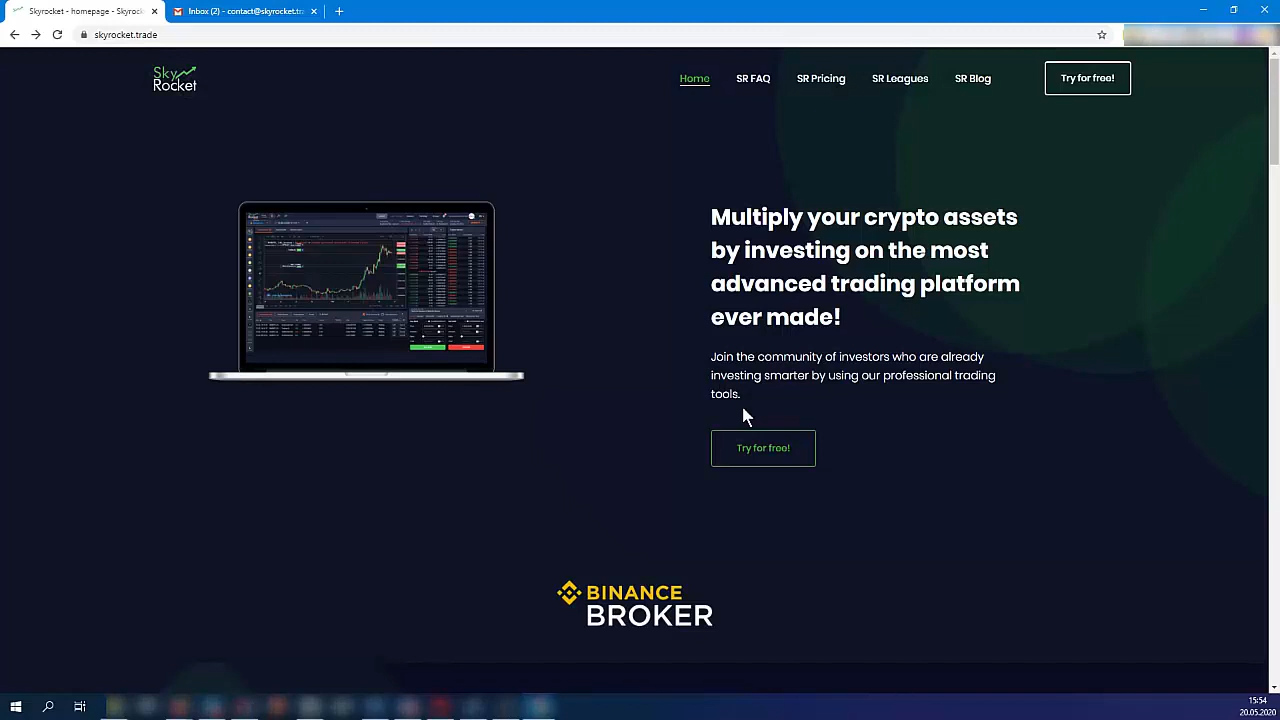 Skyrocket - homepage - Skyrock
Inbox (2) - contact@skyrocket.tr
skyrocket.trade
Sky
Rocket
Home
SR FAQ
SR Pricing
SR Leagues
SR Blog
Try for free!
Multiply your crypto assets
by investing on the most
advanced trading platform
ever made!
Join the community of investors who are already
investing smarter by using our professional trading
tools.
Try for free!
BINANCE
BROKER
15:54
20.05.2020